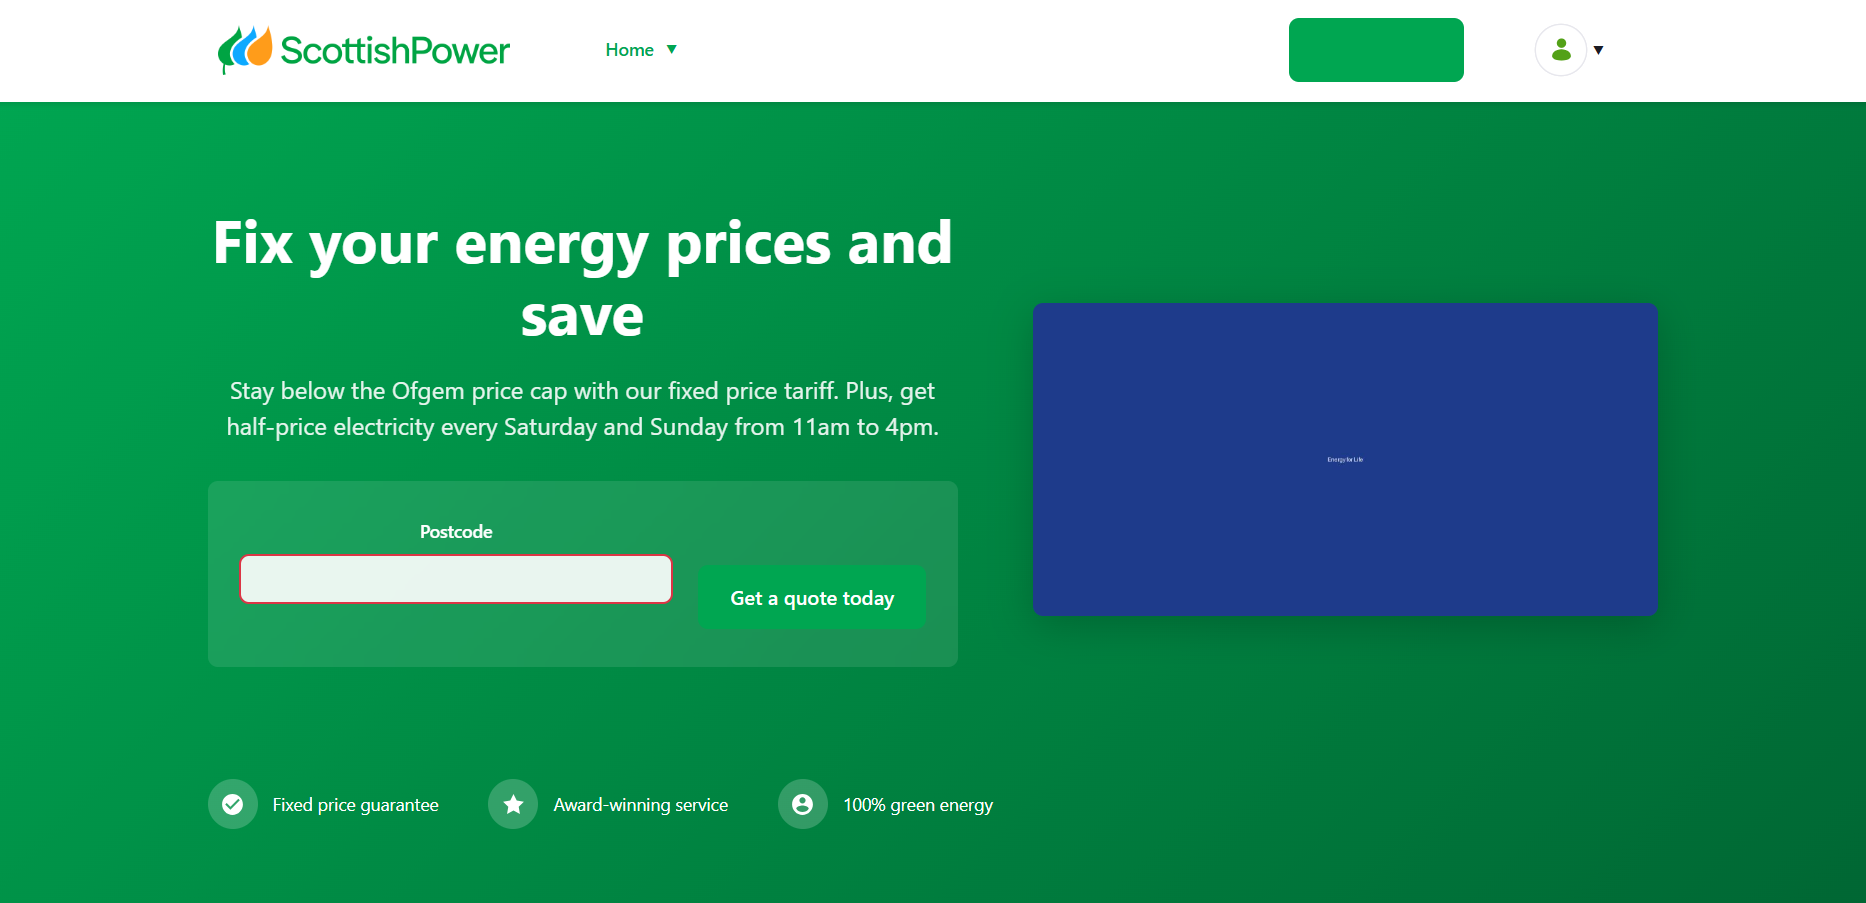 ScottishPower
Home
Fix your energy prices and
save
Stay below the Ofgem price cap with our fixed price tariff. Plus, get
half-price electricity every Saturday and Sunday from 11am to 4pm.
Postcode
Get a quote today
Energy for Life
Fixed price guarantee
Award-winning service
100% green energy